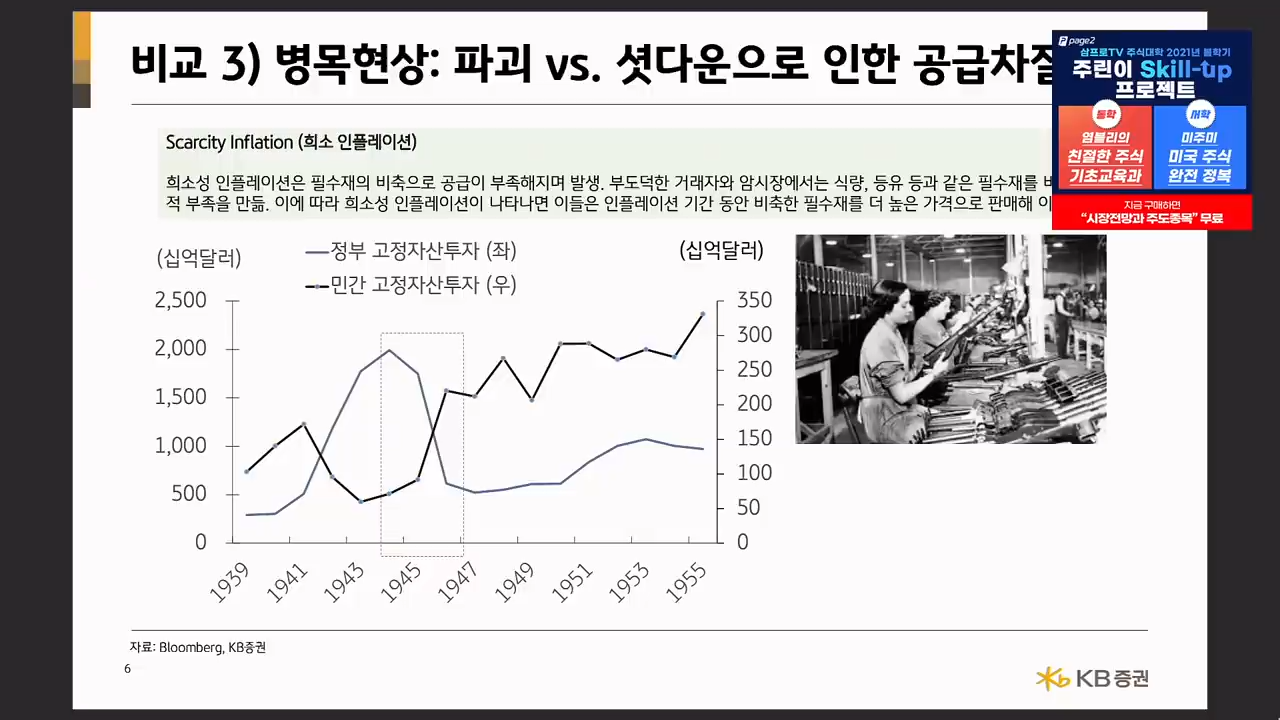 비교 3) 병목현상: 파괴 vs. 셧다운으로 인한 공급차질
page2
삼프로TV 주식대학 2021년 봄학기
주린이 Skill-up
프로젝트
동학
염블리의
친절한 주식
기초교육과
서학
미주미
미국 주식
완전 정복
지금 구매하면
“시장전망과 주도종목” 무료
Scarcity Inflation (희소 인플레이션)
희소성 인플레이션은 필수재의 비축으로 공급이 부족해지며 발생. 부도덕한 거래자와 암시장에서는 식량, 등유 등과 같은 필수재를
적 부족을 만듦. 이에 따라 희소성 인플레이션이 나타나면 이들은 인플레이션 기간 동안 비축한 필수재를 더 높은 가격으로 판매해
(십억달러)
정부 고정자산투자 (좌)
민간 고정자산투자 (우)
(십억달러)
2,500
2,000
1,500
1,000
500
0
350
300
250
200
150
100
50
0
1939
1941
1943
1945
1947
1949
1951
1953
1955
자료: Bloomberg, KB증권
6
KB증권